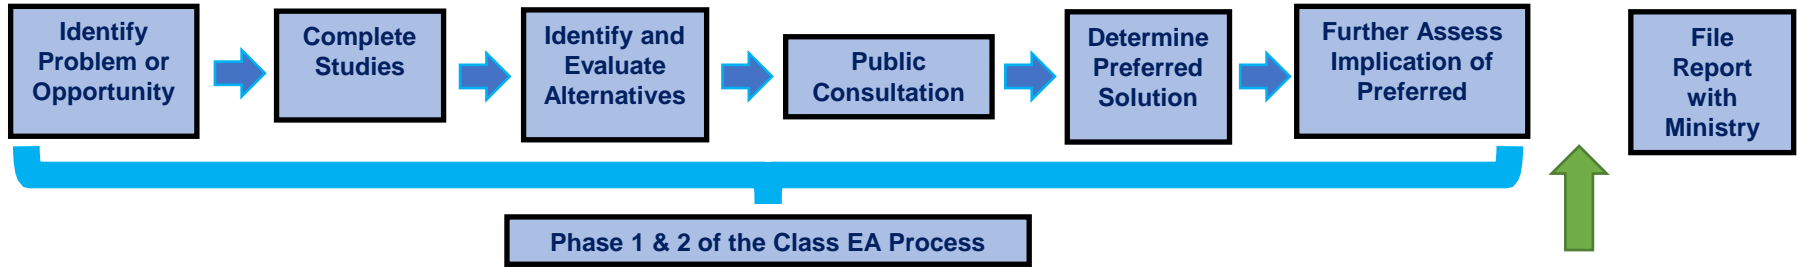 Identify
Problem or
Opportunity
Complete
Studies
Identify and
Evaluate
Alternatives
Public
Consultation
Determine
Preferred
Solution
Further Assess
Implication of
Preferred
File
Report
with
Ministry
Phase 1 & 2 of the Class EA Process